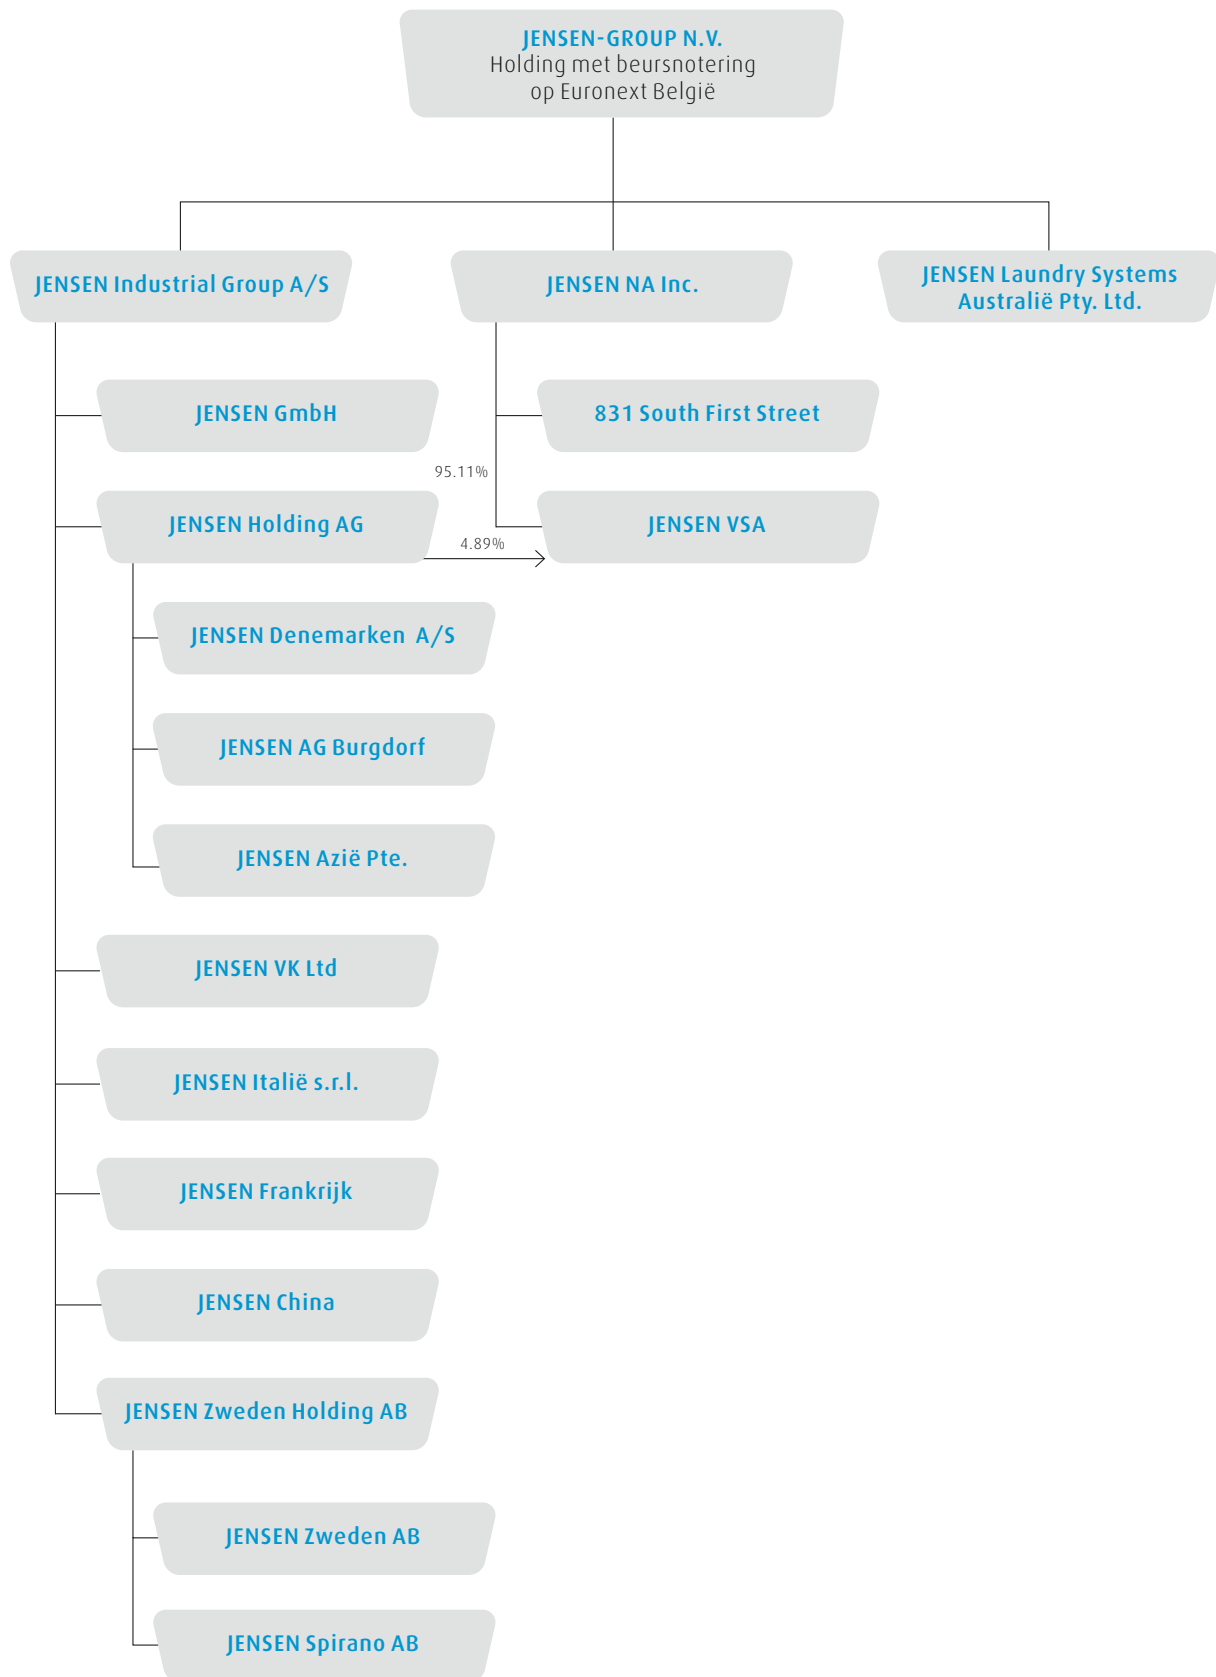 JENSEN-GROUP N.V.
Holding met beursnotering
op Euronext België
JENSEN Industrial Group A/S
JENSEN NA Inc.
JENSEN Laundry Systems
Australië Pty. Ltd.
JENSEN GmbH
831 South First Street
95.11%
JENSEN Holding AG
JENSEN VSA
4.89%
JENSEN Denemarken A/S
JENSEN AG Burgdorf
JENSEN Azië Pte.
JENSEN VK Ltd
JENSEN Italië s.r.l.
JENSEN Frankrijk
JENSEN China
JENSEN Zweden Holding AB
JENSEN Zweden AB
JENSEN Spirano AB